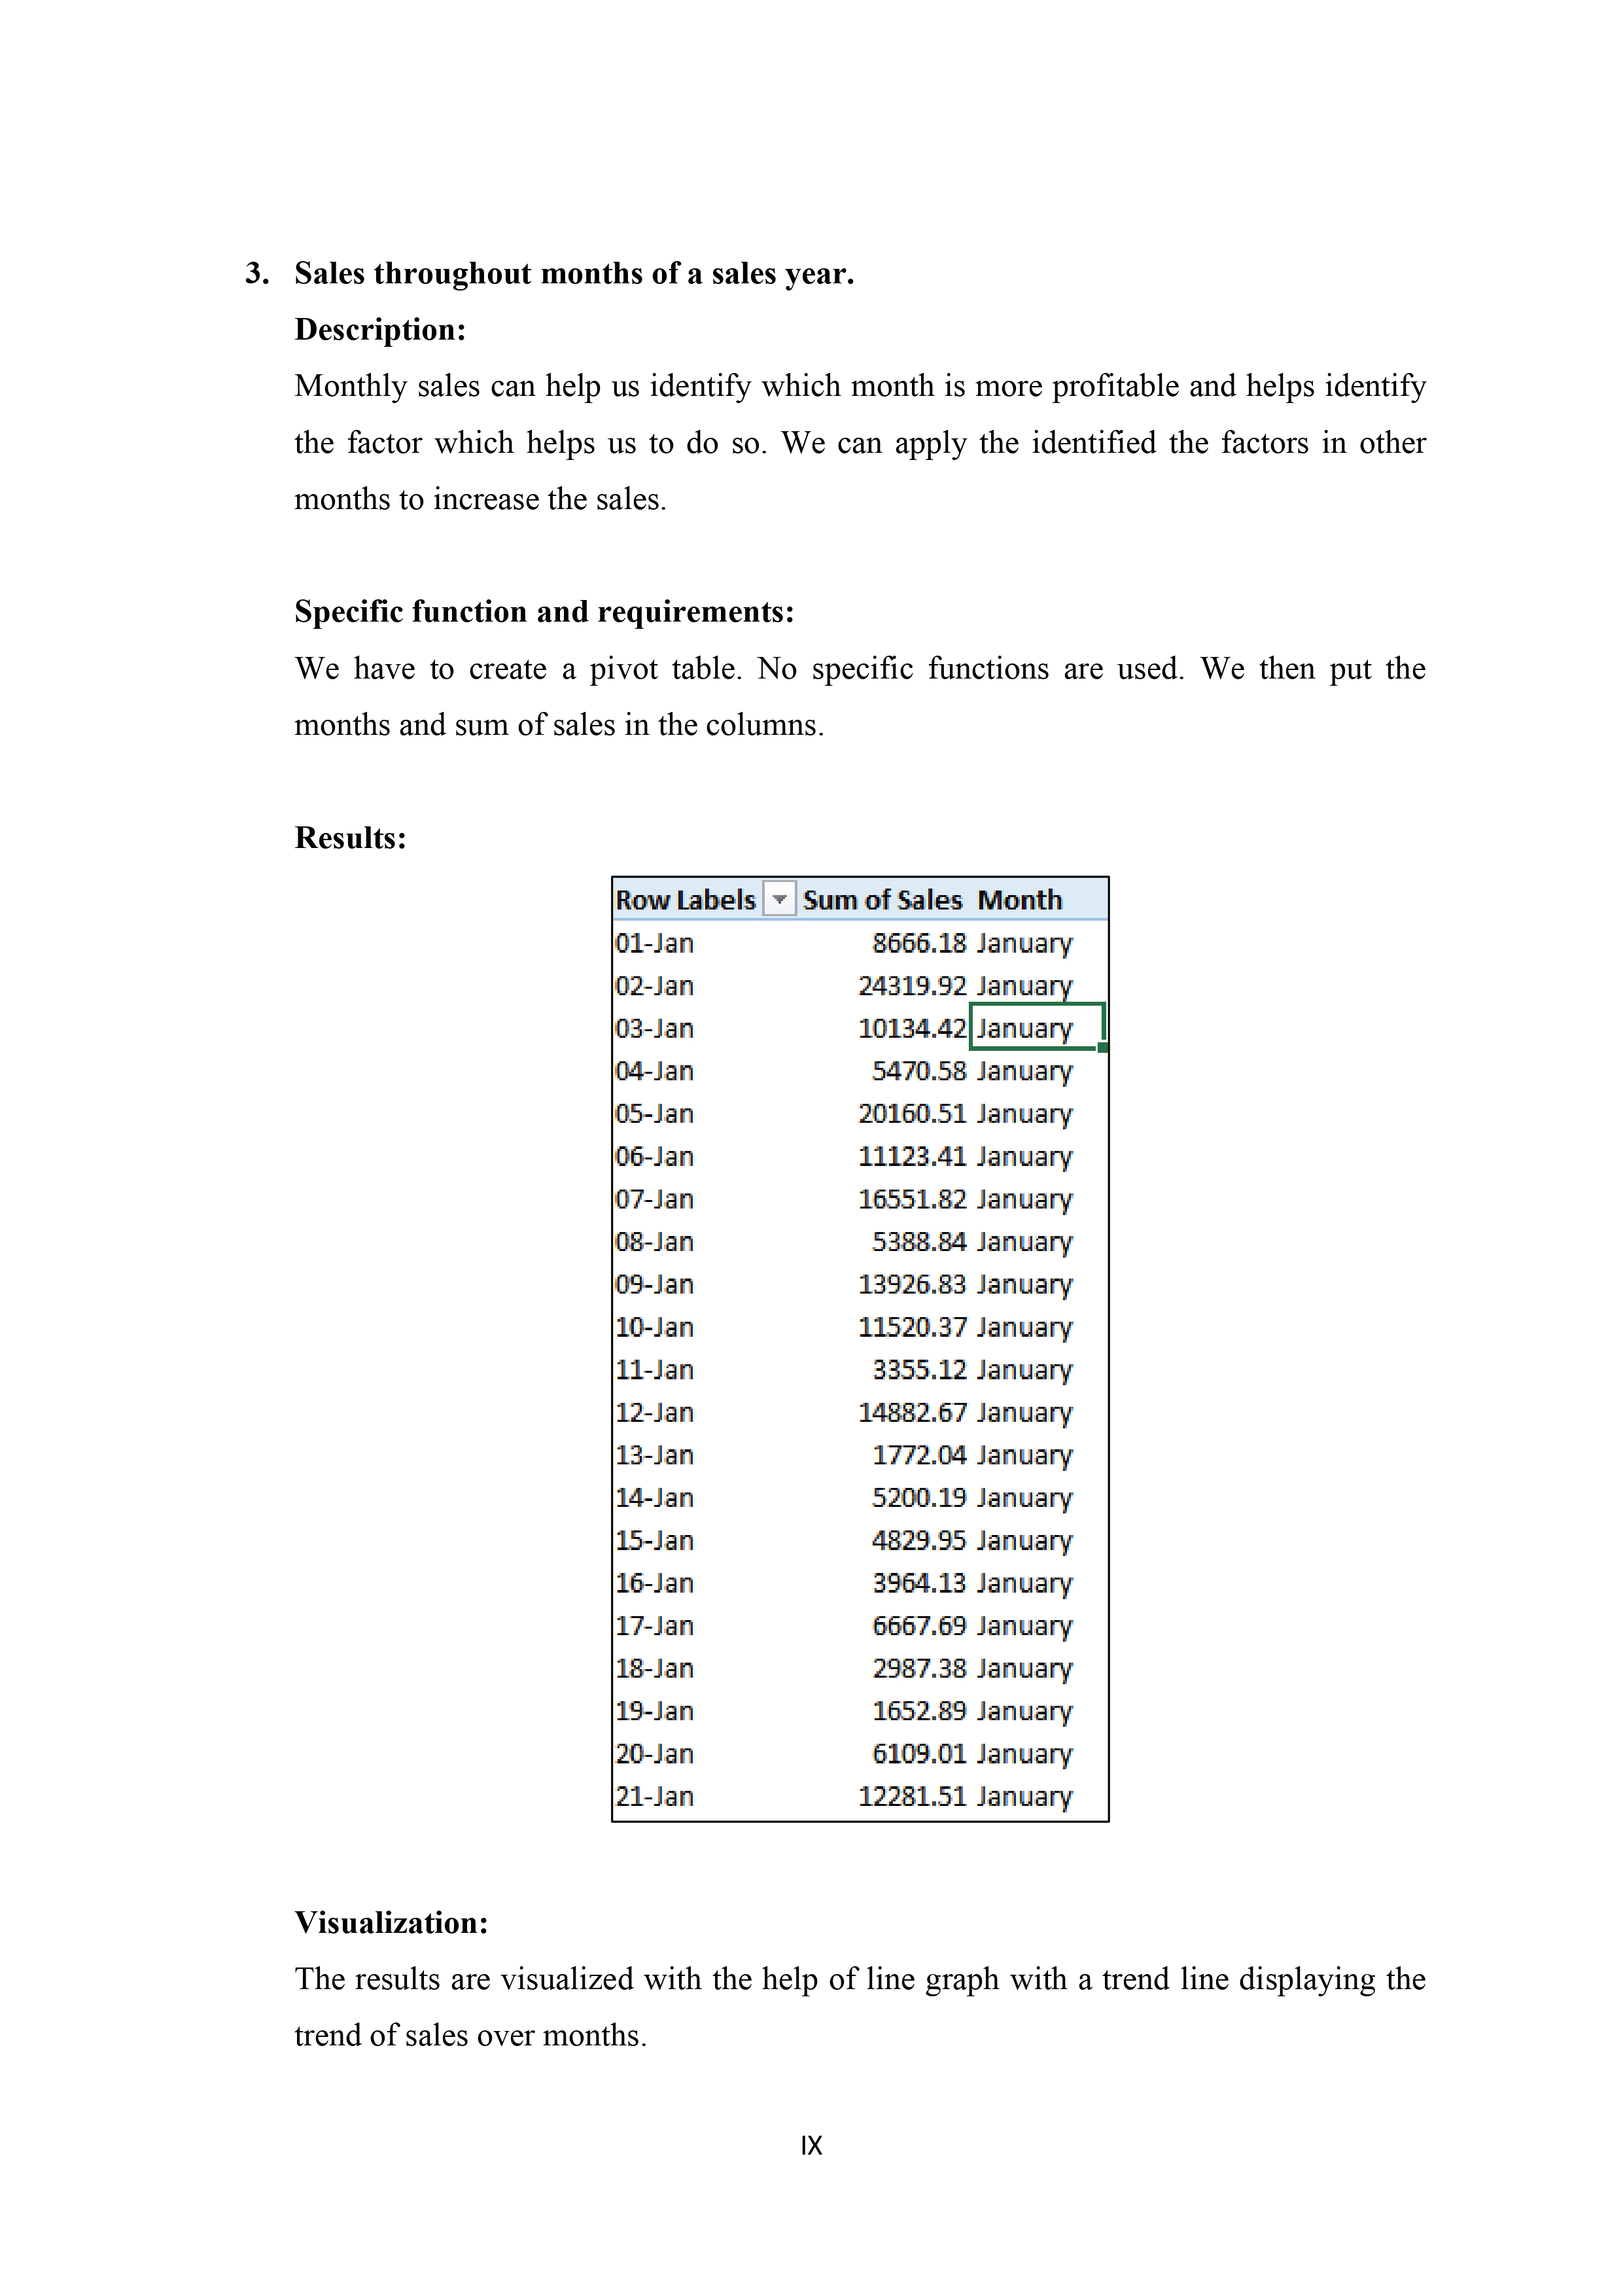 3. Sales throughout months of a sales year.
Description:
Monthly sales can help us identify which month is more profitable and helps identify
the factor which helps us to do so. We can apply the identified the factors in other
months to increase the sales.
Specific function and requirements:
We have to create a pivot table. No specific functions are used. We then put the
months and sum of sales in the columns.
Results:
Row Labels Sum of Sales Month
01-Jan 8666.18 January
02-Jan 24319.92 January
03-Jan 10134.42 January
04-Jan 5470.58 January
05-Jan 20160.51 January
06-Jan 11123.41 January
07-Jan 16551.82 January
08-Jan 5388.84 January
09-Jan 13926.83 January
10-Jan 11520.37 January
11-Jan 3355.12 January
12-Jan 14882.67 January
13-Jan 1772.04 January
14-Jan 5200.19 January
15-Jan 4829.95 January
16-Jan 3964.13 January
17-Jan 6667.69 January
18-Jan 2987.38 January
19-Jan 1652.89 January
20-Jan 6109.01 January
21-Jan 12281.51 January
Visualization:
The results are visualized with the help of line graph with a trend line displaying the
trend of sales over months.
IX